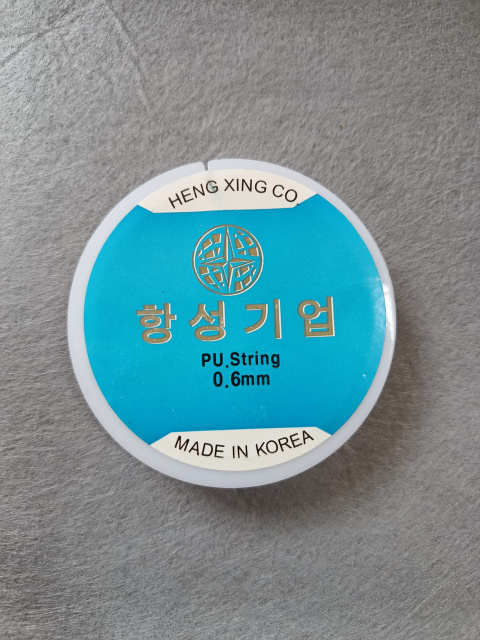 HENG XING CO.
항성기업
PU.String
0.6mm
MADE IN KOREA